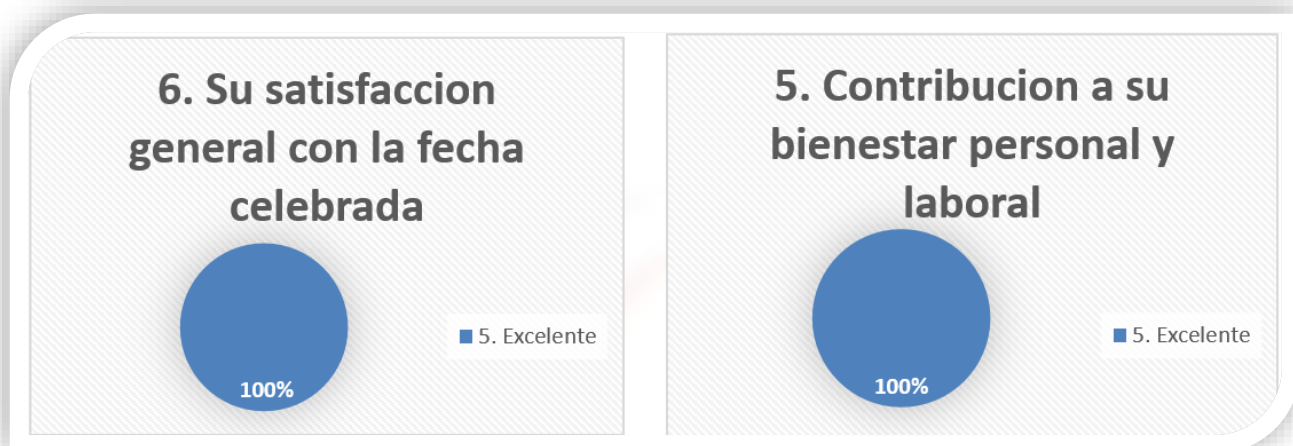 6. Su satisfaccion
general con la fecha
celebrada
100%
5. Excelente
5. Contribucion a su
bienestar personal y
laboral
100%
5. Excelente